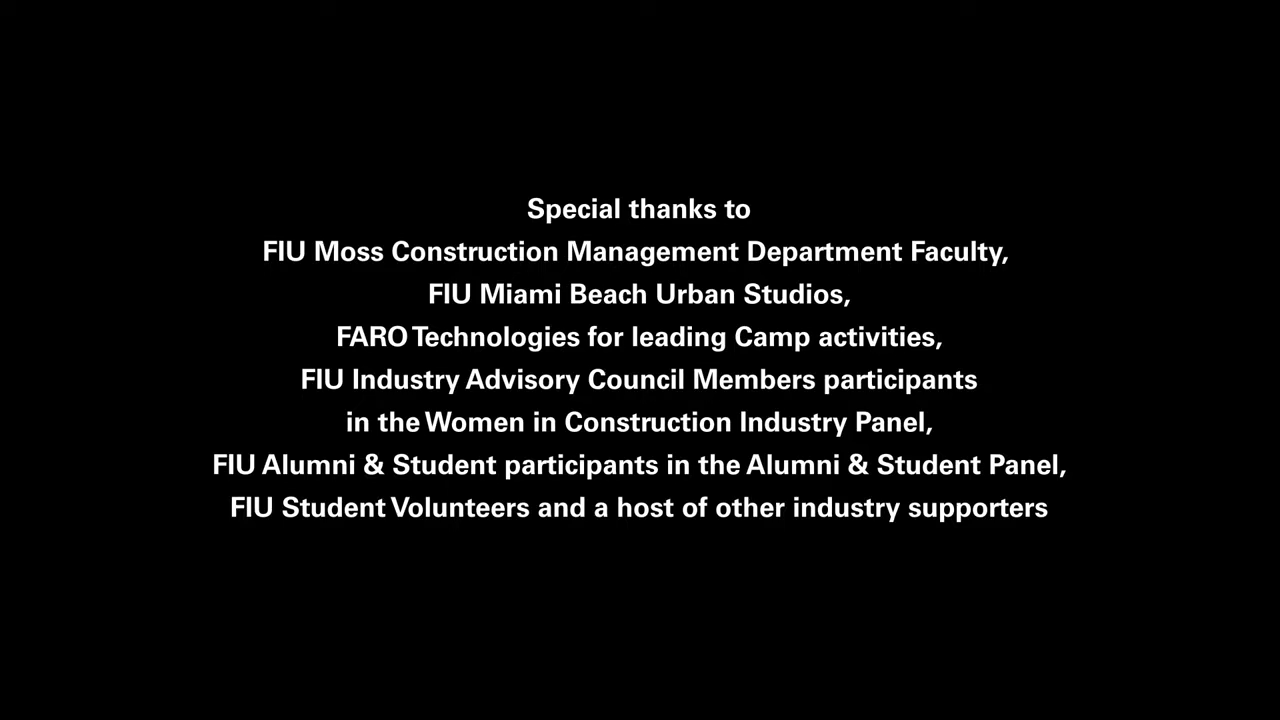 Special thanks to
FIU Moss Construction Management Department Faculty,
FIU Miami Beach Urban Studios,
FARO Technologies for leading Camp activities,
FIU Industry Advisory Council Members participants
in the Women in Construction Industry Panel,
FIU Alumni & Student participants in the Alumni & Student Panel,
FIU Student Volunteers and a host of other industry supporters